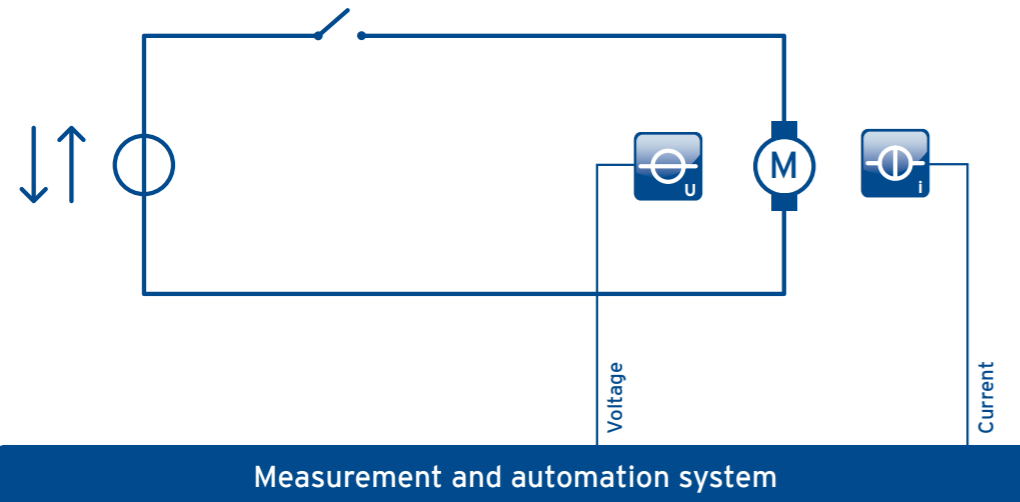 M
U
i
Voltage
Current
Measurement and automation system